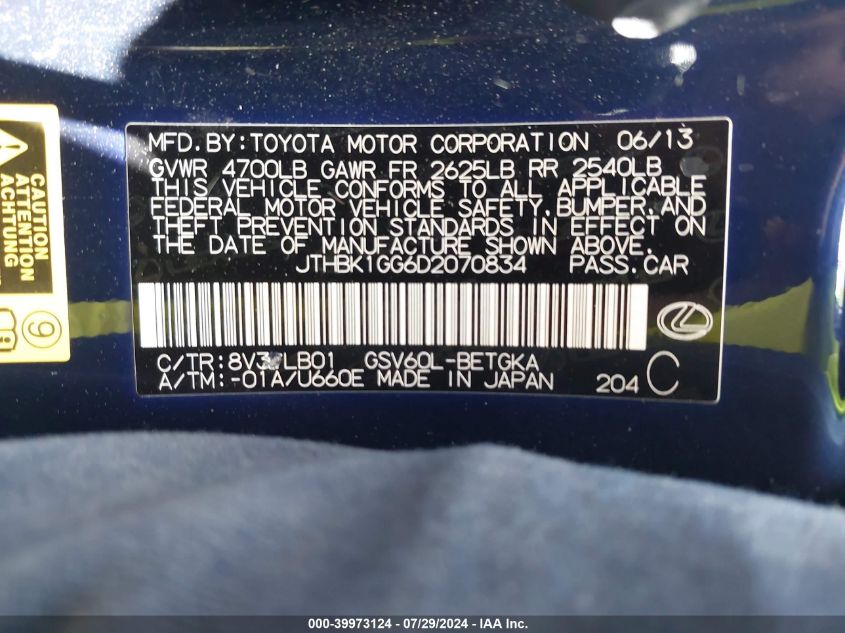 MFD. BY: TOYOTA MOTOR CORPORATION 06/13
GVWR 4700LB GAWR FR 2625LB RR 2540LB
THIS VEHICLE CONFORMS TO ALL APPLICABLE
FEDERAL MOTOR VEHICLE SAFETY, BUMPER, AND
THEFT PREVENTION STANDARDS IN EFFECT ON
THE DATE OF MANUFACTURE SHOWN ABOVE.
JTHBK1GG6D2070834 PASS. CAR
C/TR: LB01 GSV60L-BETGKA
A/TM: -01A/U660E MADE IN JAPAN 204 C
CAUTION
ATTENTION
ACHTUNG
9
000-39973124 / 07/29/2024 - IAA Inc.